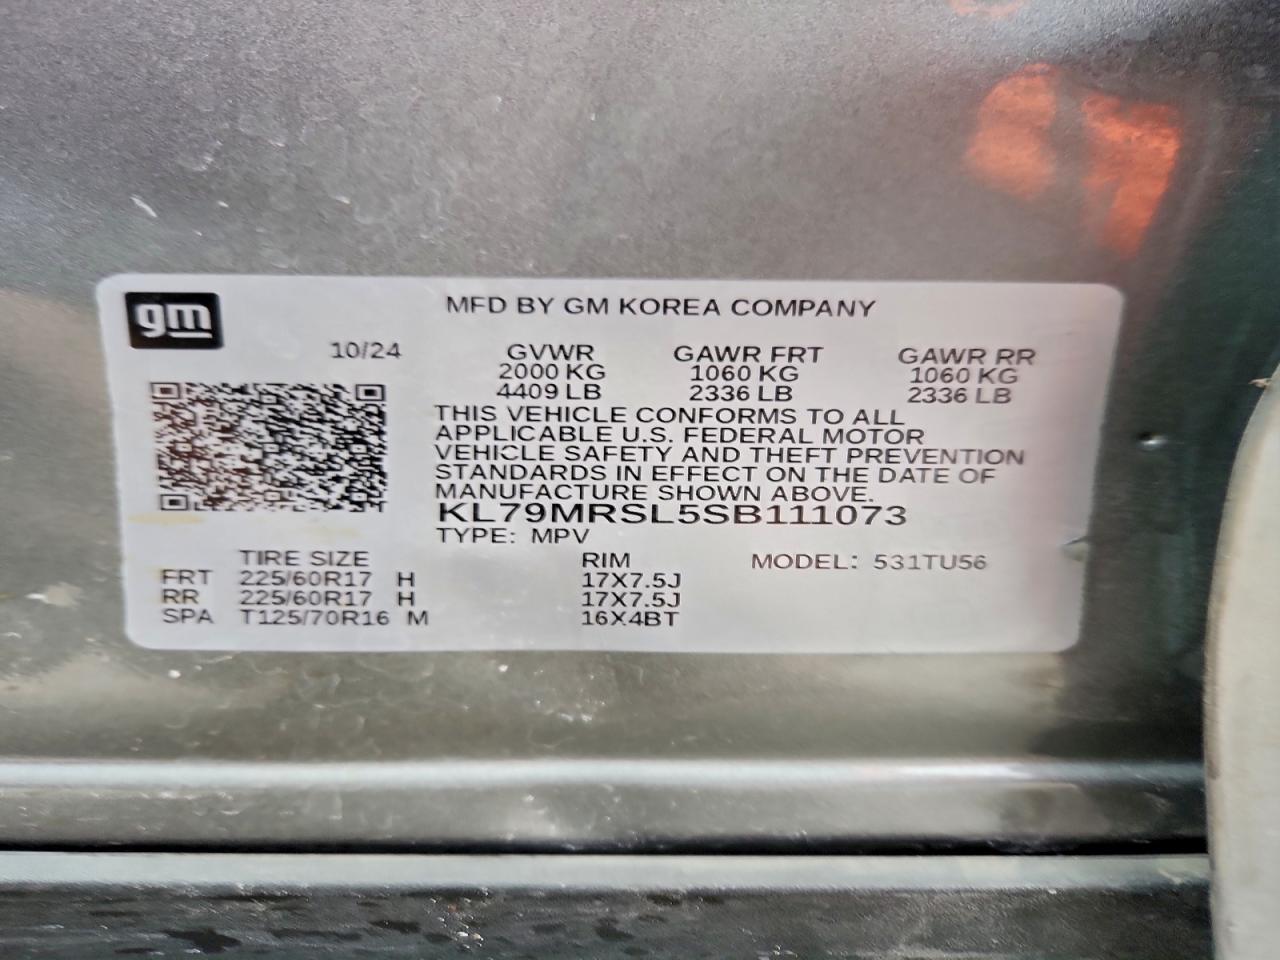 gm
MFD BY GM KOREA COMPANY
10/24
GVWR GAWR FRT GAWR RR
2000 KG 1060 KG 1060 KG
4409 LB 2336 LB 2336 LB
THIS VEHICLE CONFORMS TO ALL
APPLICABLE U.S. FEDERAL MOTOR
VEHICLE SAFETY AND THEFT PREVENTION
STANDARDS IN EFFECT ON THE DATE OF
MANUFACTURE SHOWN ABOVE.
KL79MRSL5SB111073
TYPE: MPV
TIRE SIZE RIM MODEL: 531TU56
FRT 225/60R17 H 17X7.5J
RR 225/60R17 H 17X7.5J
SPA T125/70R16 M 16X4BT